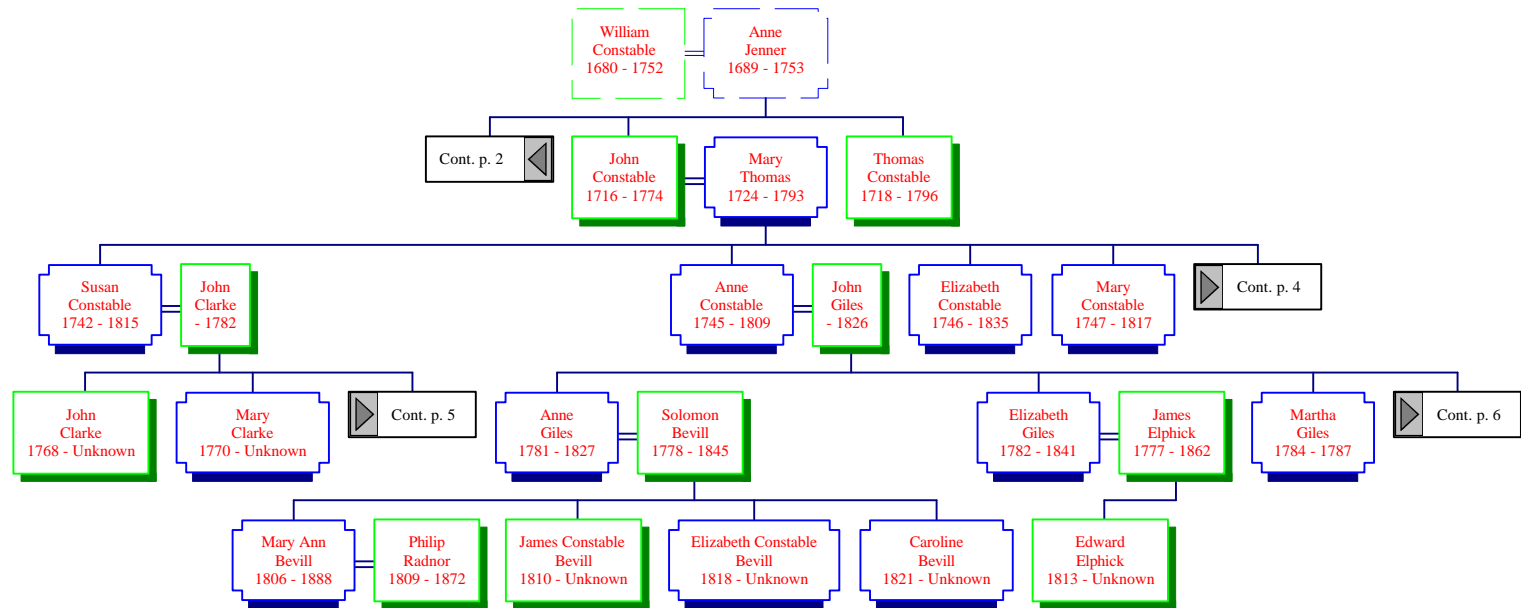 William
Constable
1680 - 1752
Anne
Jenner
1689 - 1753
Cont. p. 2
John
Constable
1716 - 1774
Mary
Thomas
1724 - 1793
Thomas
Constable
1718 - 1796
Susan
Constable
1742 - 1815
John
Clarke
- 1782
Anne
Constable
1745 - 1809
John
Giles
- 1826
Elizabeth
Constable
1746 - 1835
Mary
Constable
1747 - 1817
Cont. p. 4
John
Clarke
1768 - Unknown
Mary
Clarke
1770 - Unknown
Cont. p. 5
Anne
Giles
1781 - 1827
Solomon
Bevill
1778 - 1845
Elizabeth
Giles
1782 - 1841
James
Elphick
1777 - 1862
Martha
Giles
1784 - 1787
Cont. p. 6
Mary Ann
Bevill
1806 - 1888
Philip
Radnor
1809 - 1872
James Constable
Bevill
1810 - Unknown
Elizabeth Constable
Bevill
1818 - Unknown
Caroline
Bevill
1821 - Unknown
Edward
Elphick
1813 - Unknown